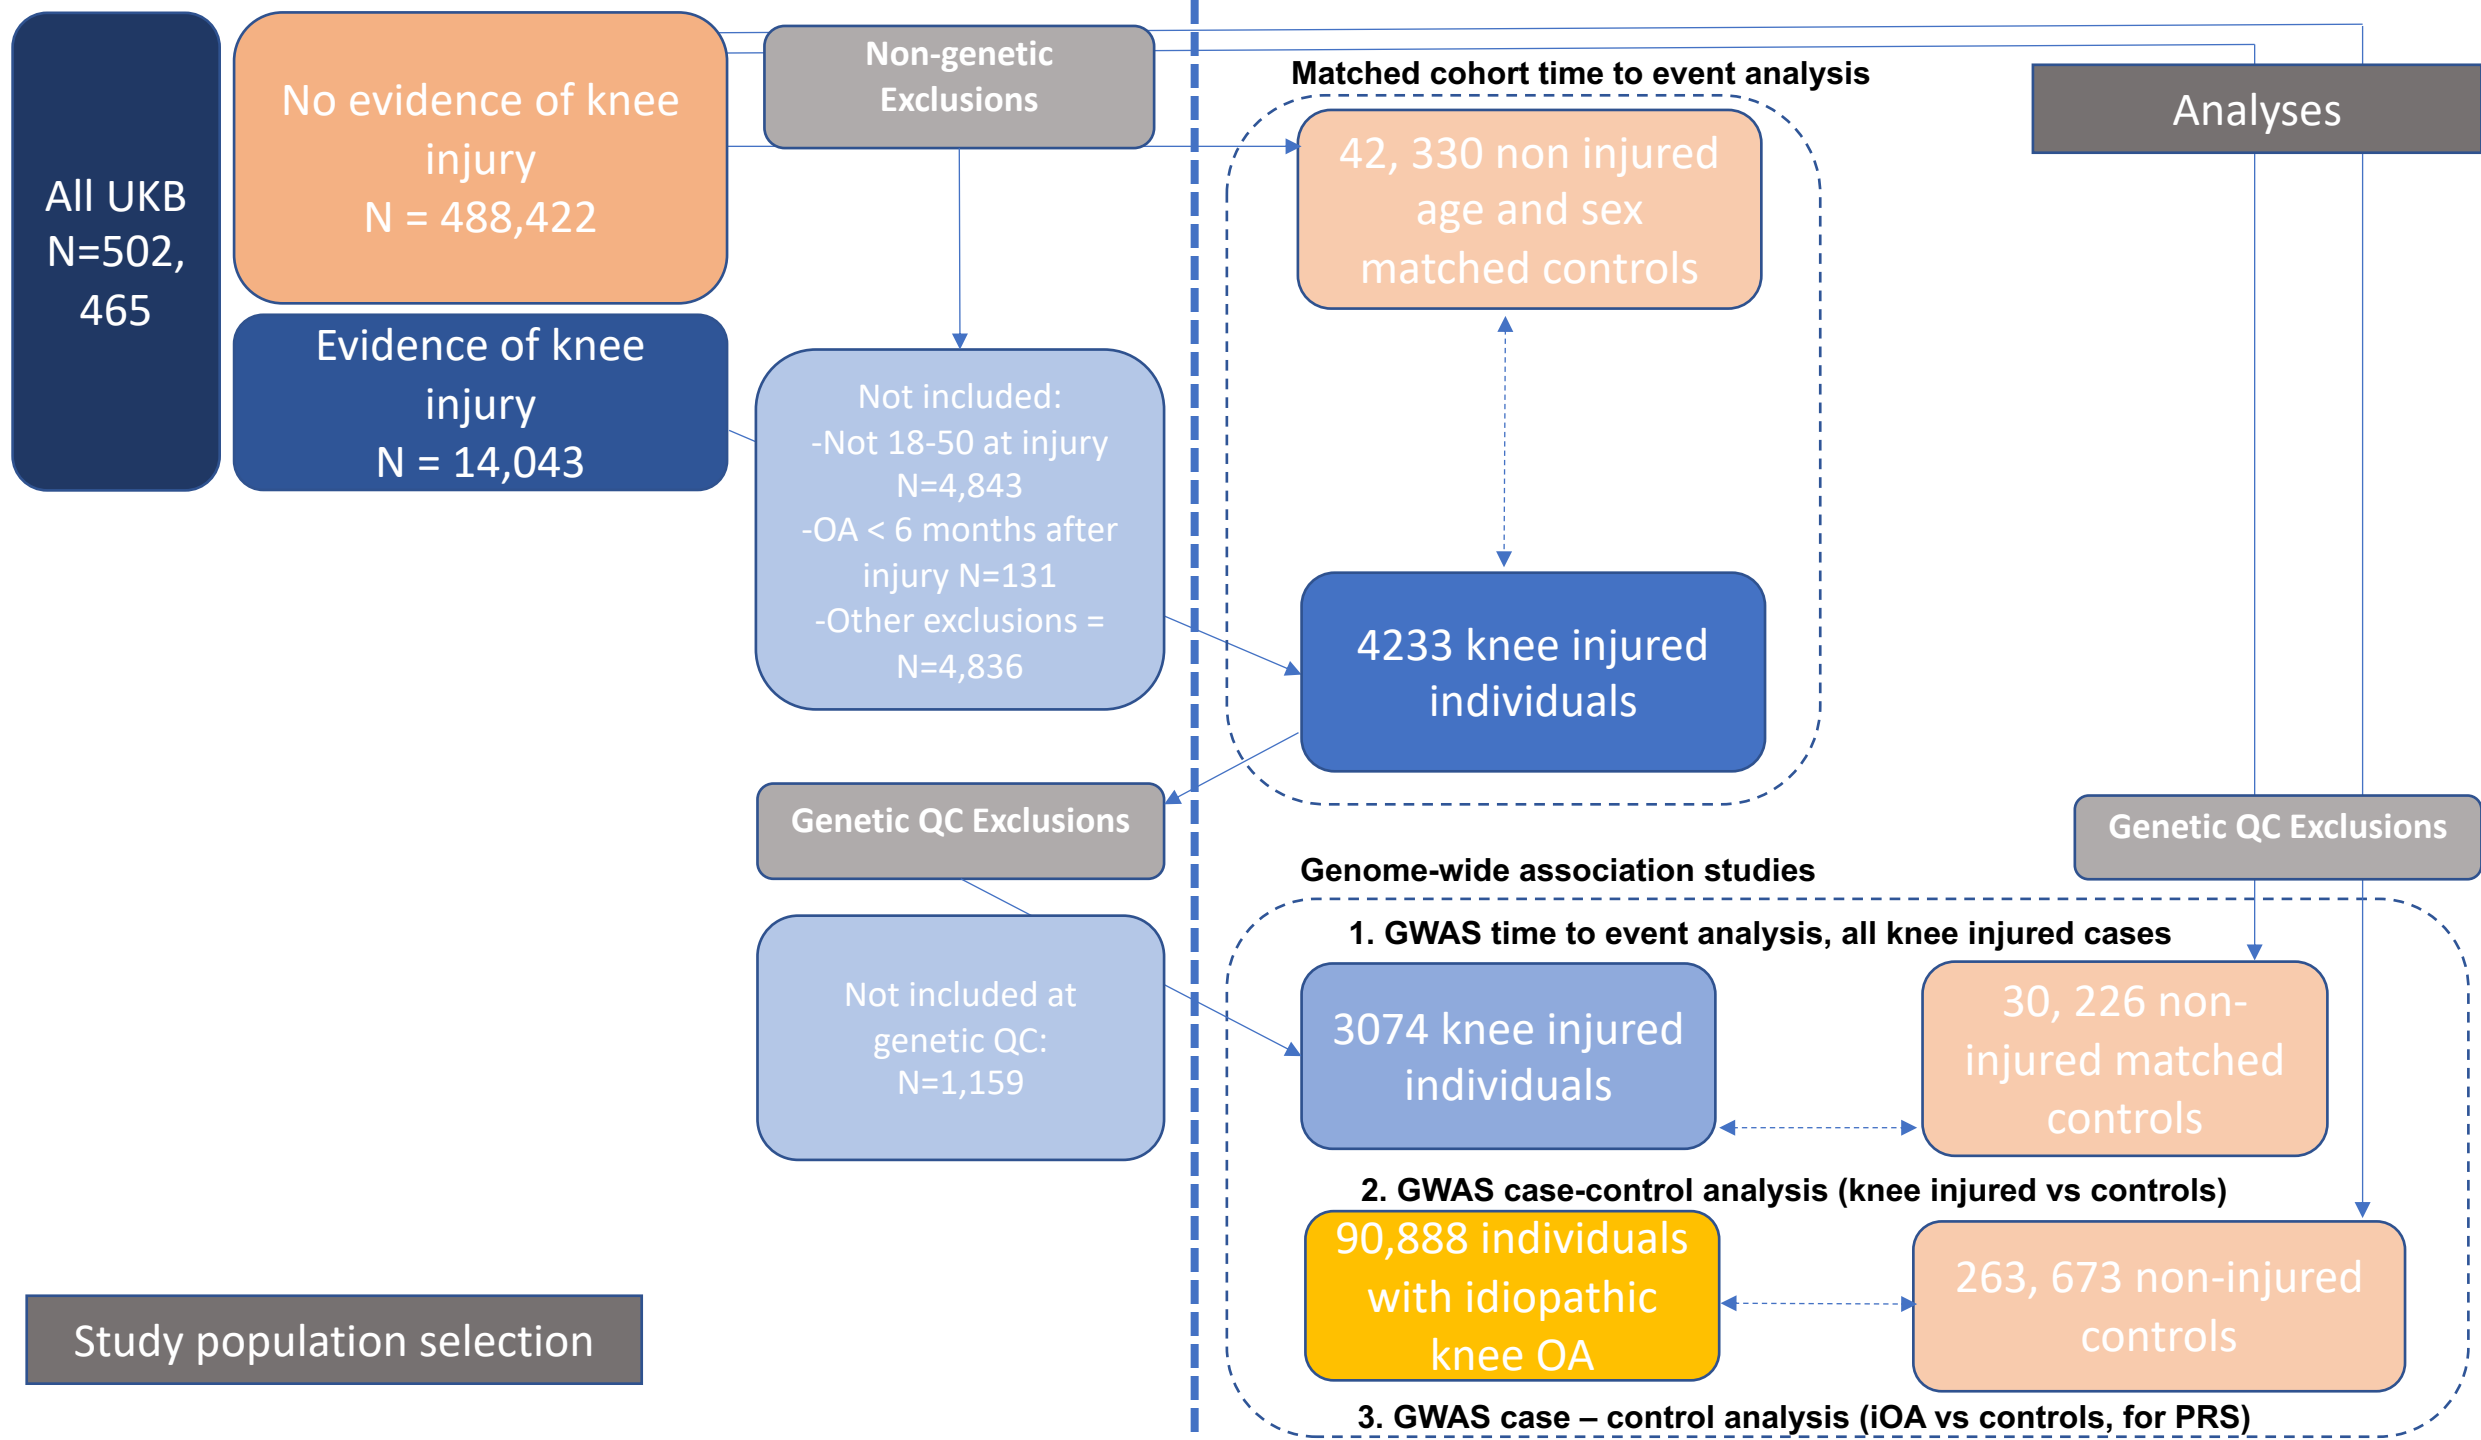 All UKB
N=502,
465
No evidence of knee
injury
N = 488,422
Evidence of knee
injury
N = 14,043
Non-genetic
Exclusions
Not included:
-Not 18-50 at injury
N=4,843
-OA < 6 months after
injury N=131
-Other exclusions =
N=4,836
Genetic QC Exclusions
Not included at
genetic QC:
N=1,159
Study population selection
Matched cohort time to event analysis
Analyses
42, 330 non injured
age and sex
matched controls
4233 knee injured
individuals
Genetic QC Exclusions
Genome-wide association studies
1. GWAS time to event analysis, all knee injured cases
3074 knee injured
individuals
30, 226 non-
injured matched
controls
2. GWAS case-control analysis (knee injured vs controls)
90,888 individuals
with idiopathic
knee OA
263, 673 non-injured
controls
3. GWAS case – control analysis (iOA vs controls, for PRS)